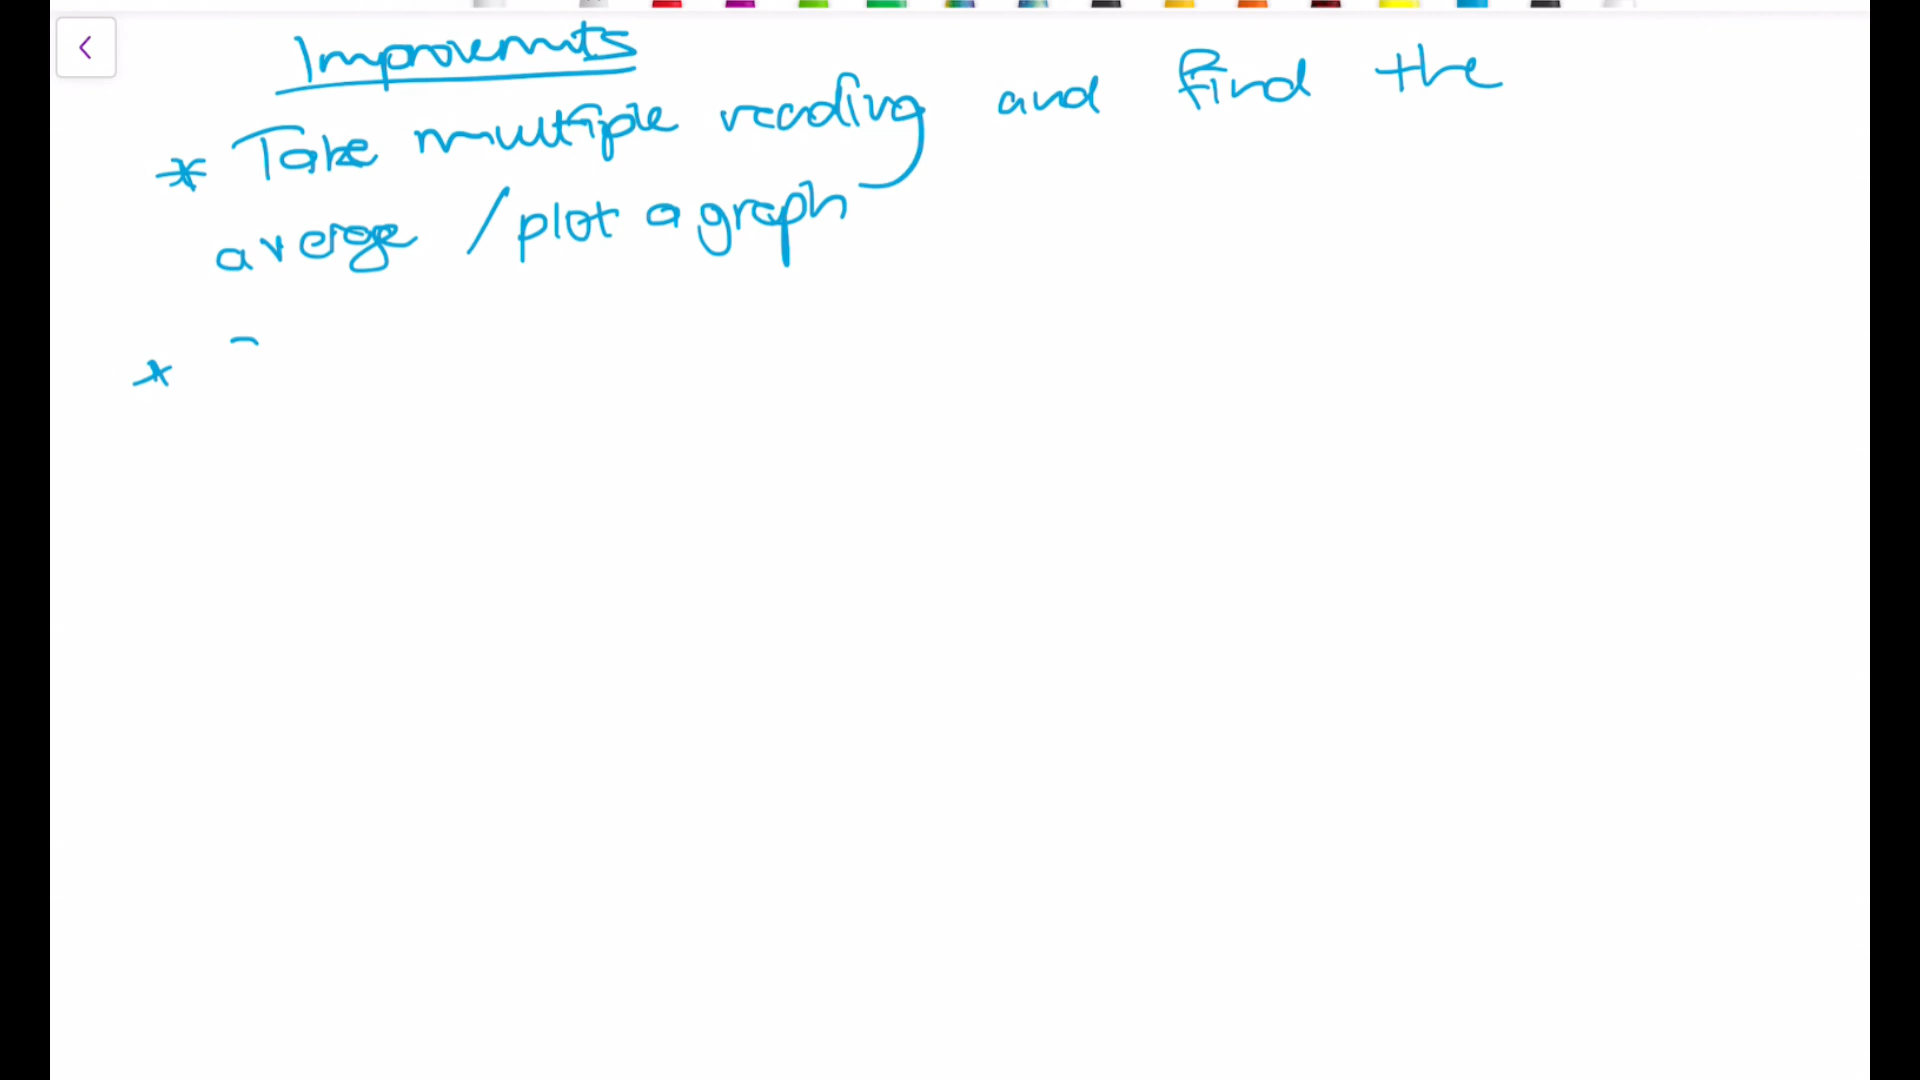 Improvements
* Take multiple reading and find the
average / plot a graph
*